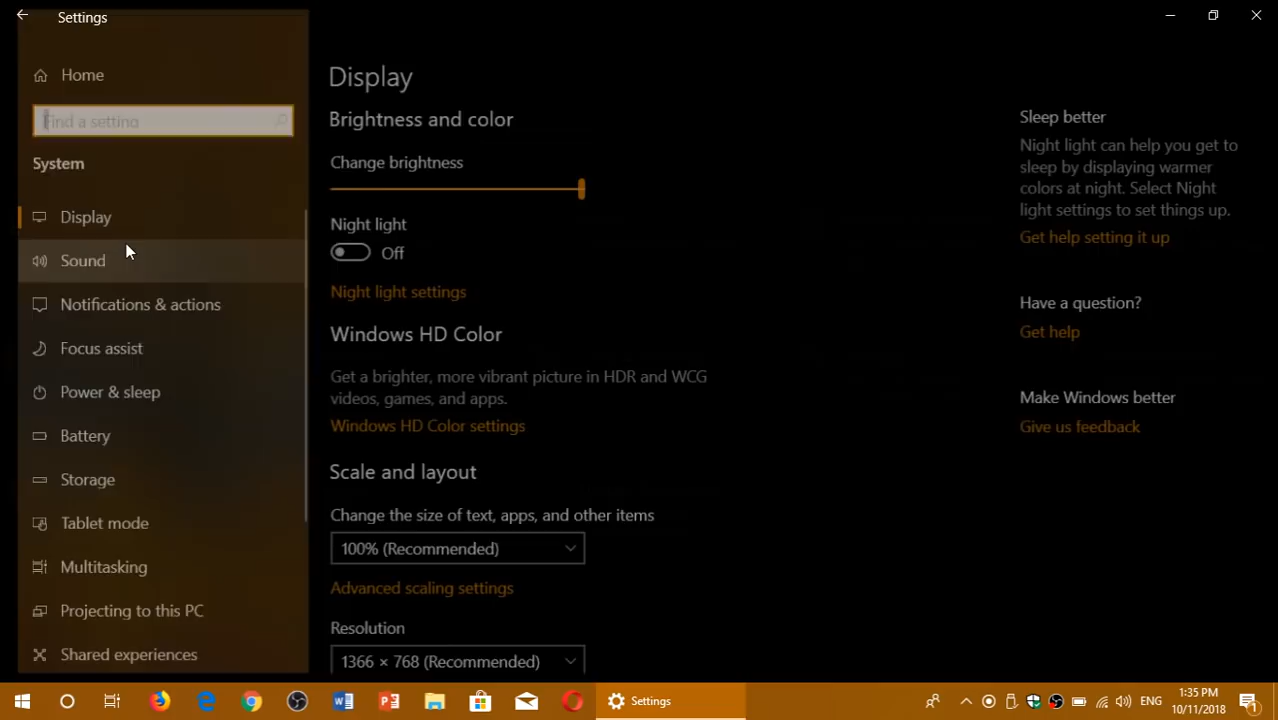 Settings
Home
Find a setting
System
Display
Sound
Notifications & actions
Focus assist
Power & sleep
Battery
Storage
Tablet mode
Multitasking
Projecting to this PC
Shared experiences
Display
Brightness and color
Change brightness
Night light
Off
Night light settings
Windows HD Color
Get a brighter, more vibrant picture in HDR and WCG
videos, games, and apps.
Windows HD Color settings
Scale and layout
Change the size of text, apps, and other items
100% (Recommended)
Advanced scaling settings
Resolution
1366 × 768 (Recommended)
Sleep better
Night light can help you get to
sleep by displaying warmer
colors at night. Select Night
light settings to set things up.
Get help setting it up
Have a question?
Get help
Make Windows better
Give us feedback
Settings
ENG
1:35 PM
10/11/2018
1